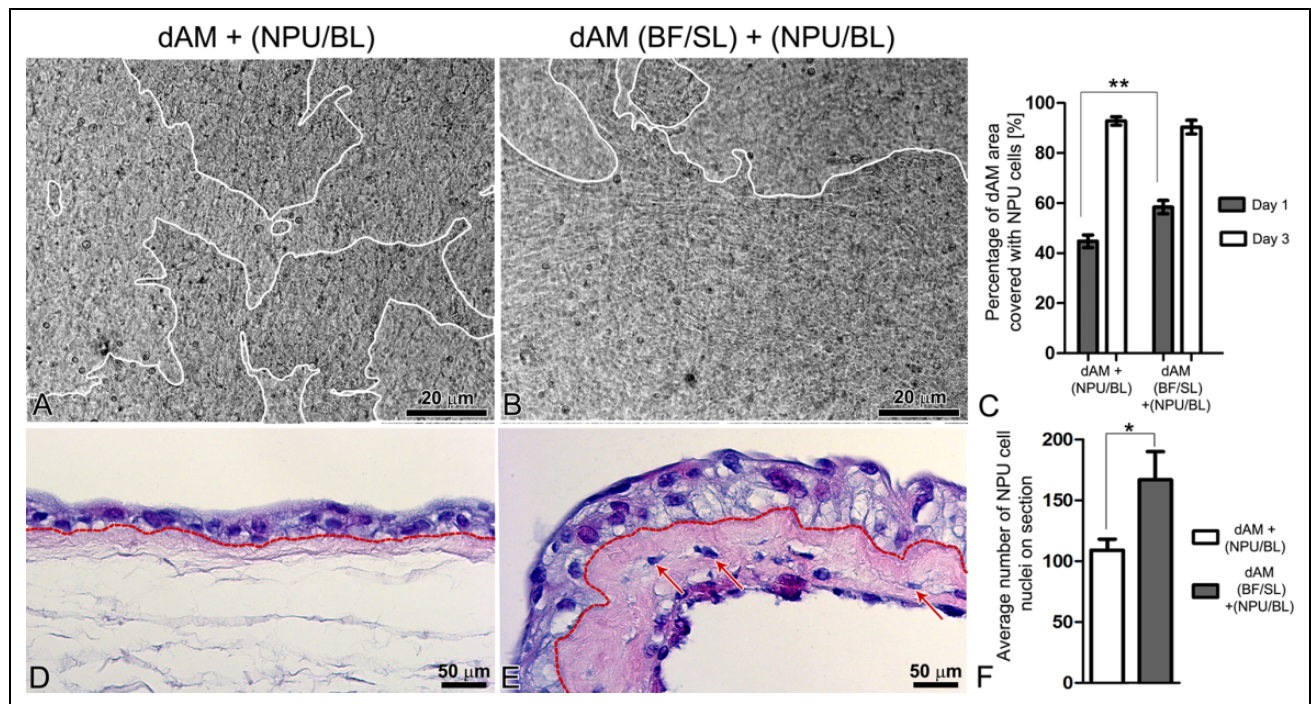 dAM + (NPU/BL)
dAM (BF/SL) + (NPU/BL)
A
20 μm
B
20 μm
Percentage of dAM area
covered with NPU cells [%]
**
100
80
60
40
20
0
dAM +
(NPU/BL)
dAM
(BF/SL)
+(NPU/BL)
Day 1
Day 3
C
D
50 μm
E
50 μm
Average number of NPU cell
nuclei on section
*
200
150
100
50
0
dAM +
(NPU/BL)
dAM
(BF/SL)
+(NPU/BL)
F